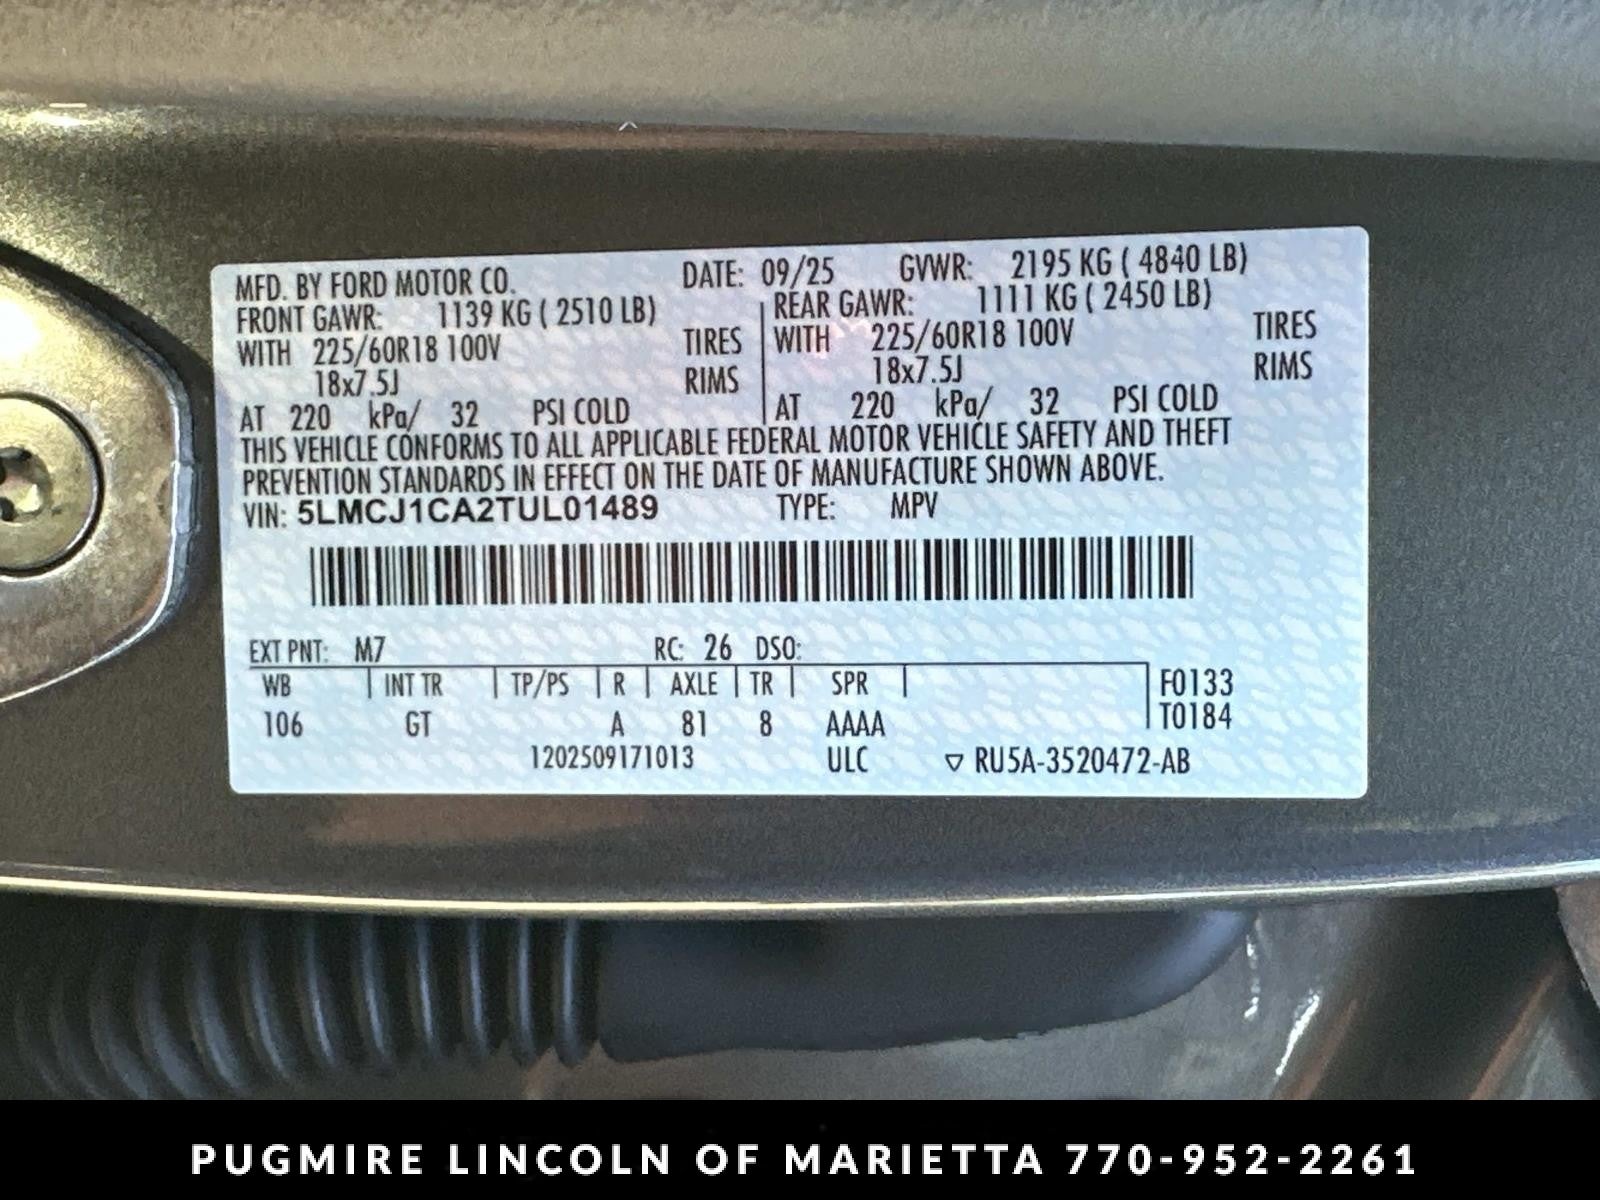 MFD. BY FORD MOTOR CO. DATE: 09/25 GVWR: 2195 KG ( 4840 LB)
FRONT GAWR: 1139 KG ( 2510 LB) REAR GAWR: 1111 KG ( 2450 LB)
WITH 225/60R18 100V TIRES WITH 225/60R18 100V TIRES
18x7.5J RIMS 18x7.5J RIMS
AT 220 kPa/ 32 PSI COLD AT 220 kPa/ 32 PSI COLD
THIS VEHICLE CONFORMS TO ALL APPLICABLE FEDERAL MOTOR VEHICLE SAFETY AND THEFT
PREVENTION STANDARDS IN EFFECT ON THE DATE OF MANUFACTURE SHOWN ABOVE.
VIN: 5LMCJ1CA2TUL01489 TYPE: MPV
EXT PNT: M7 RC: 26 DSO:
WB INT TR TP/PS R AXLE TR SPR F0133
106 GT A 81 8 AAAA T0184
1202509171013 ULC ▽ RU5A-3520472-AB
PUGMIRE LINCOLN OF MARIETTA 770-952-2261